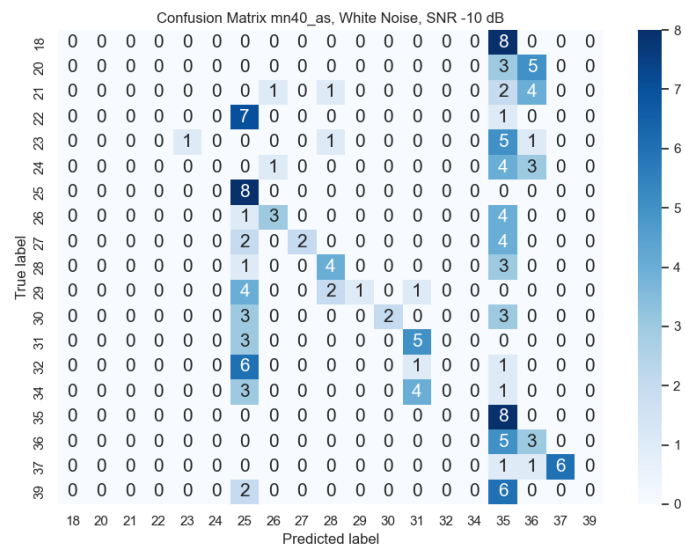 Confusion Matrix mn40_as, White Noise, SNR -10 dB
True label
18 0 0 0 0 0 0 0 0 0 0 0 0 0 0 0 8 0 0 0
20 0 0 0 0 0 0 0 0 0 0 0 0 0 0 0 3 5 0 0
21 0 0 0 0 0 0 0 1 0 1 0 0 0 0 0 2 4 0 0
22 0 0 0 0 0 0 7 0 0 0 0 0 0 0 0 1 0 0 0
23 0 0 0 0 1 0 0 0 0 1 0 0 0 0 0 5 1 0 0
24 0 0 0 0 0 0 0 1 0 0 0 0 0 0 0 4 3 0 0
25 0 0 0 0 0 0 8 0 0 0 0 0 0 0 0 0 0 0 0
26 0 0 0 0 0 0 1 3 0 0 0 0 0 0 0 4 0 0 0
27 0 0 0 0 0 0 2 0 2 0 0 0 0 0 0 4 0 0 0
28 0 0 0 0 0 0 1 0 0 4 0 0 0 0 0 3 0 0 0
29 0 0 0 0 0 0 4 0 0 2 1 0 1 0 0 0 0 0 0
30 0 0 0 0 0 0 3 0 0 0 0 2 0 0 0 3 0 0 0
31 0 0 0 0 0 0 3 0 0 0 0 0 5 0 0 0 0 0 0
32 0 0 0 0 0 0 6 0 0 0 0 0 1 0 0 1 0 0 0
34 0 0 0 0 0 0 3 0 0 0 0 0 4 0 0 1 0 0 0
35 0 0 0 0 0 0 0 0 0 0 0 0 0 0 0 8 0 0 0
36 0 0 0 0 0 0 0 0 0 0 0 0 0 0 0 5 3 0 0
37 0 0 0 0 0 0 0 0 0 0 0 0 0 0 0 1 1 6 0
39 0 0 0 0 0 0 2 0 0 0 0 0 0 0 0 6 0 0 0
18 20 21 22 23 24 25 26 27 28 29 30 31 32 34 35 36 37 39
Predicted label
8
7
6
5
4
3
2
1
0